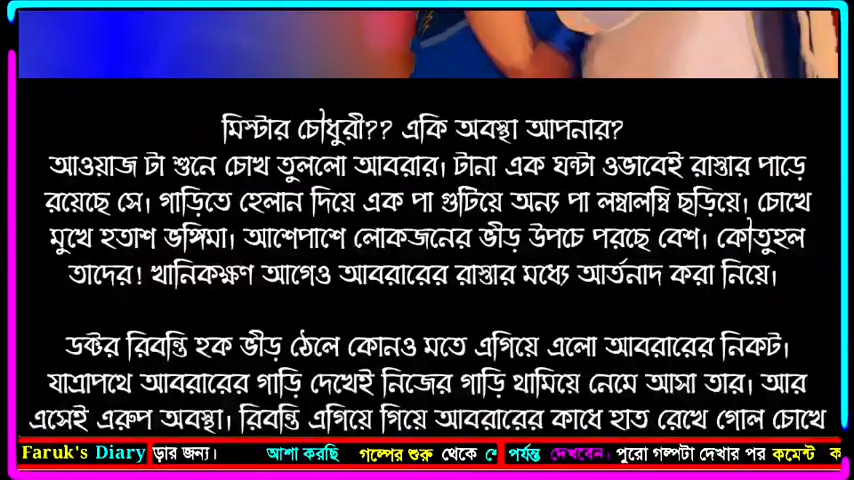 মিস্টার চৌধুরী?? একি অবস্থা আপনার?
আওয়াজ টা শুনে চোখ তুললো আবরার। টানা এক ঘন্টা ওভাবেই রাস্তার পাড়ে
রয়েছে সে। গাড়িতে হেলান দিয়ে এক পা গুটিয়ে অন্য পা লম্বালম্বি ছড়িয়ে। চোখে
মুখে হতাশ ভঙ্গিমা। আশেপাশে লোকজনের ভীড় উপচে পরছে বেশ। কৌতুহল
তাদের! খানিকক্ষণ আগেও আবরারের রাস্তার মধ্যে আর্তনাদ করা নিয়ে।
ডক্টর রিবন্তি হক ভীড় ঠেলে কোনও মতে এগিয়ে এলো আবরারের নিকট।
যাত্রাপথে আবরারের গাড়ি দেখেই নিজের গাড়ি থামিয়ে নেমে আসা তার। আর
এসেই এরুপ অবস্থা। রিবন্তি এগিয়ে গিয়ে আবরারের কাধে হাত রেখে গোল চোখে
Faruk's Diary ড়ার জন্য। আশা করছি গল্পের শুরু থেকে শে পর্যন্ত দেখবেন। পুরো গল্পটা দেখার পর কমেন্ট ক